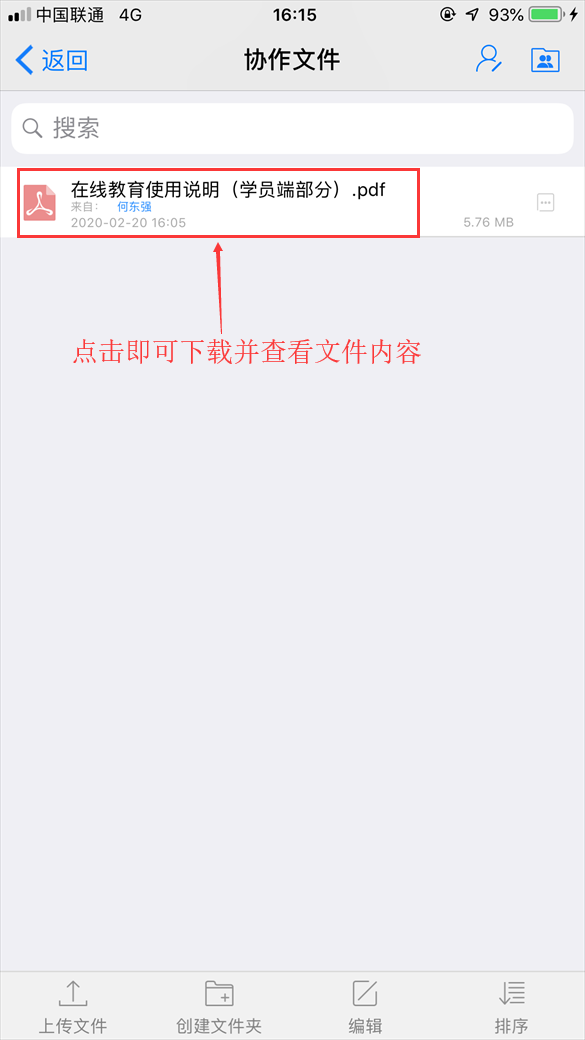 中国联通 4G 16:15 93%
返回 协作文件
搜索
在线教育使用说明（学员端部分）.pdf
来自： 何东强
2020-02-20 16:05 5.76 MB
点击即可下载并查看文件内容
上传文件 创建文件夹 编辑 排序